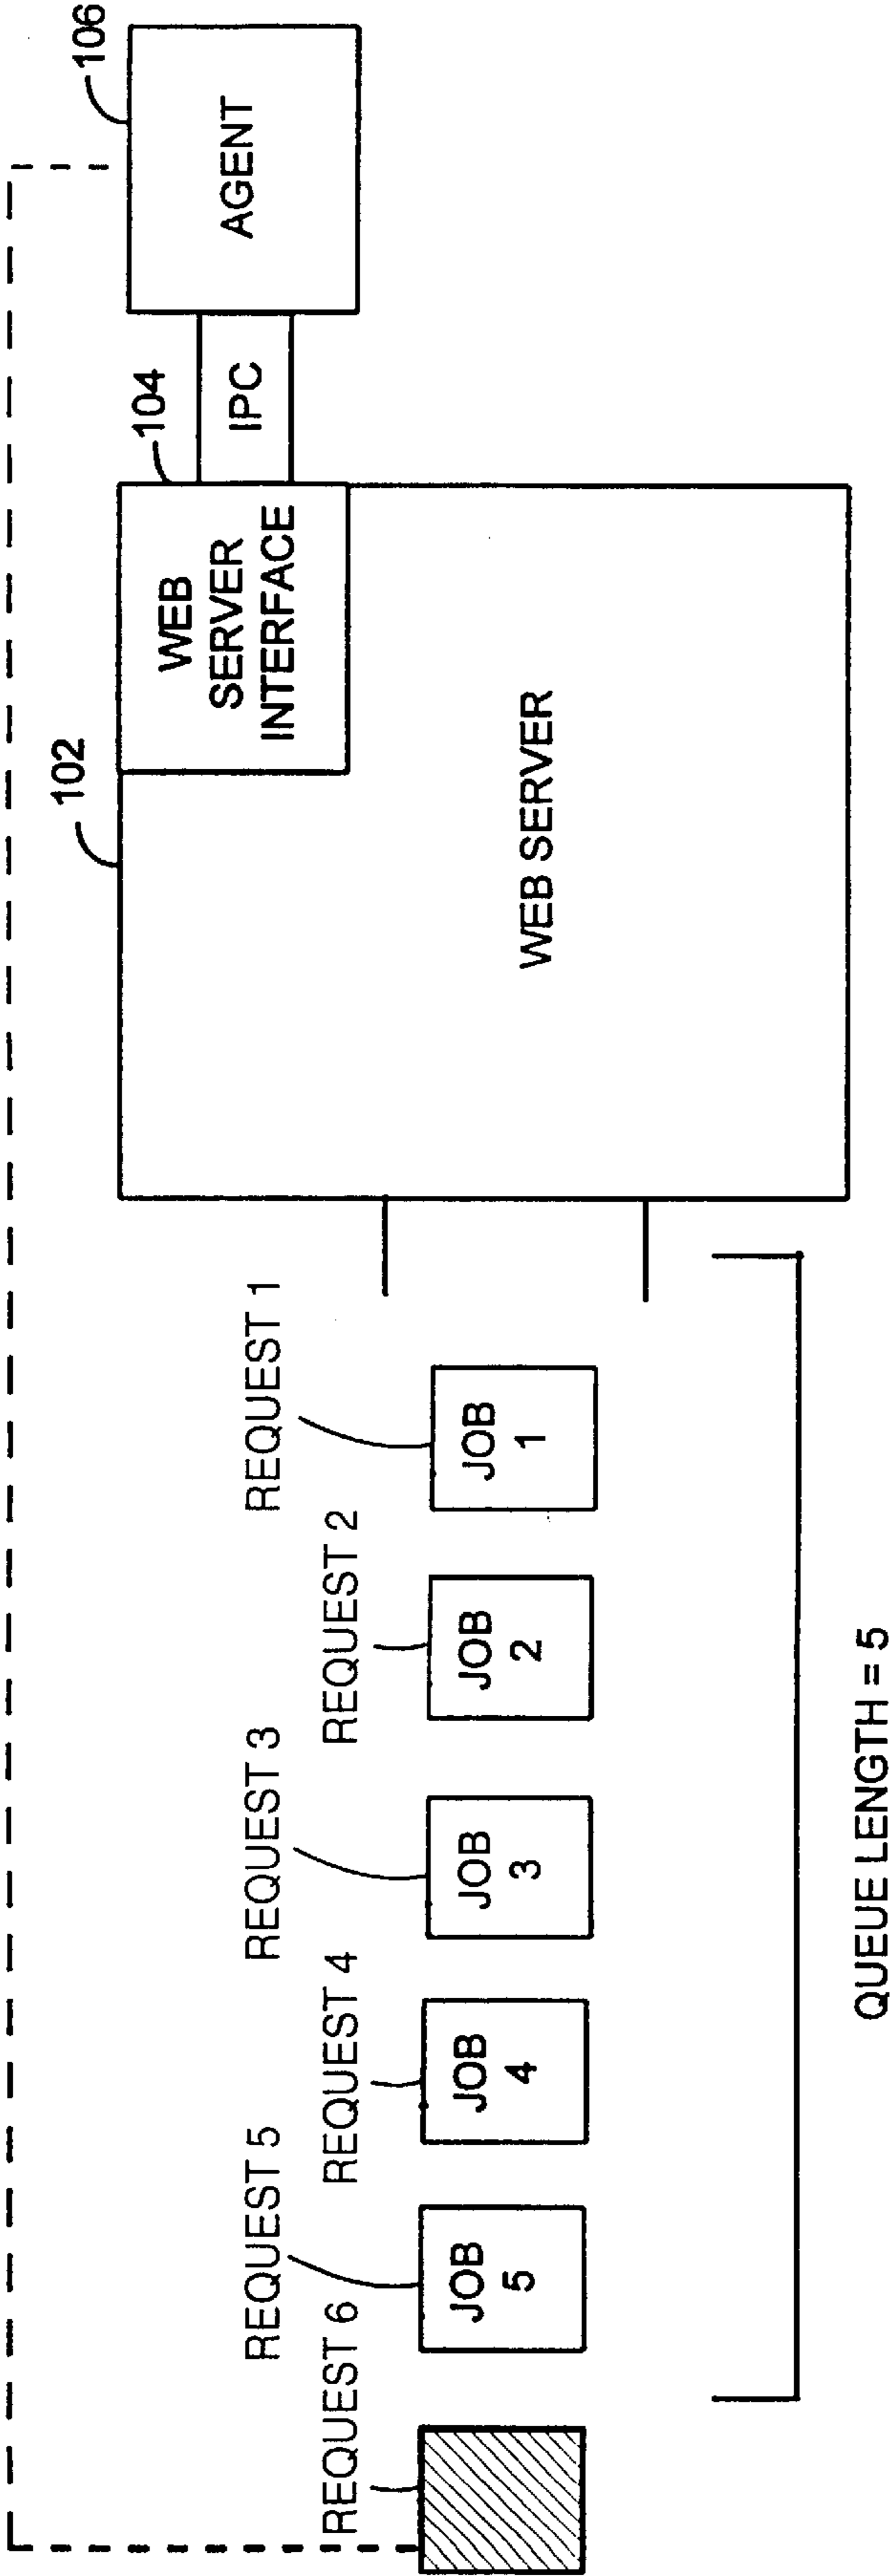 106
AGENT
IPC
104
WEB
SERVER
INTERFACE
102
WEB SERVER
REQUEST 1
JOB
1
REQUEST 2
JOB
2
REQUEST 3
JOB
3
REQUEST 4
JOB
4
REQUEST 5
JOB
5
REQUEST 6
QUEUE LENGTH = 5